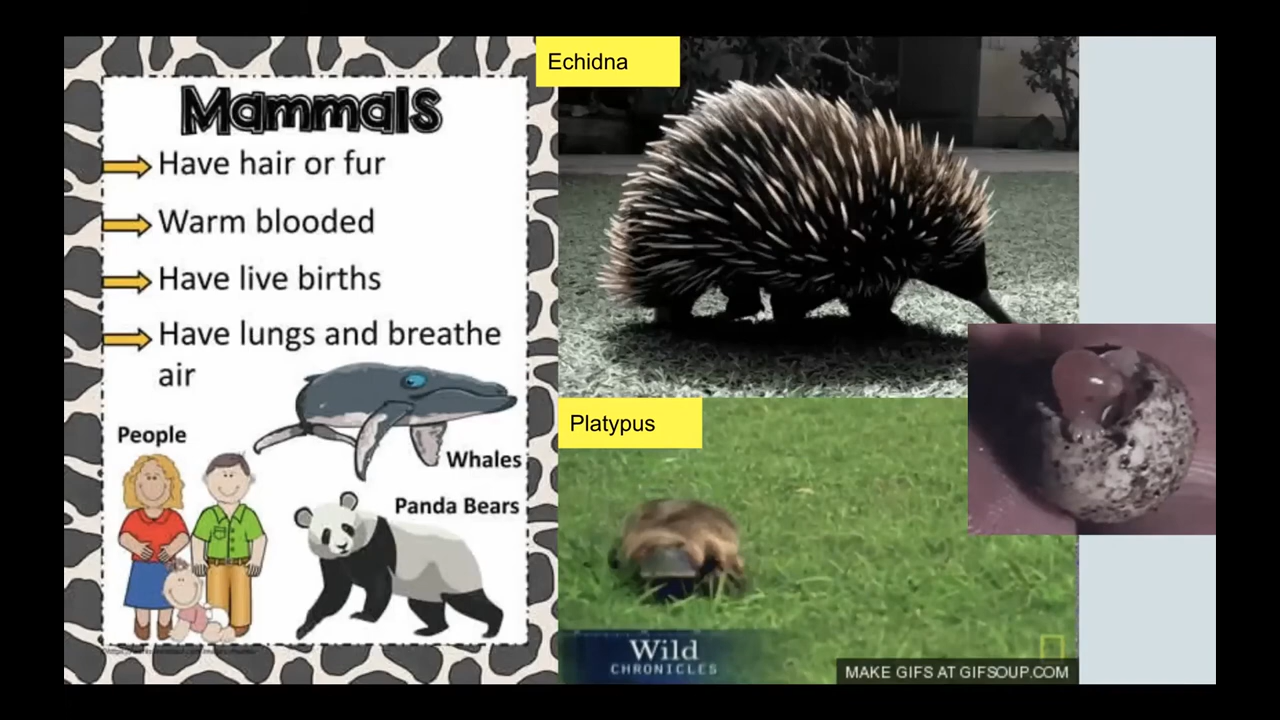 Mammals
Have hair or fur
Warm blooded
Have live births
Have lungs and breathe
air
People
Whales
Panda Bears
Echidna
Platypus
Wild
CHRONICLES
MAKE GIFS AT GIFSOUP.COM